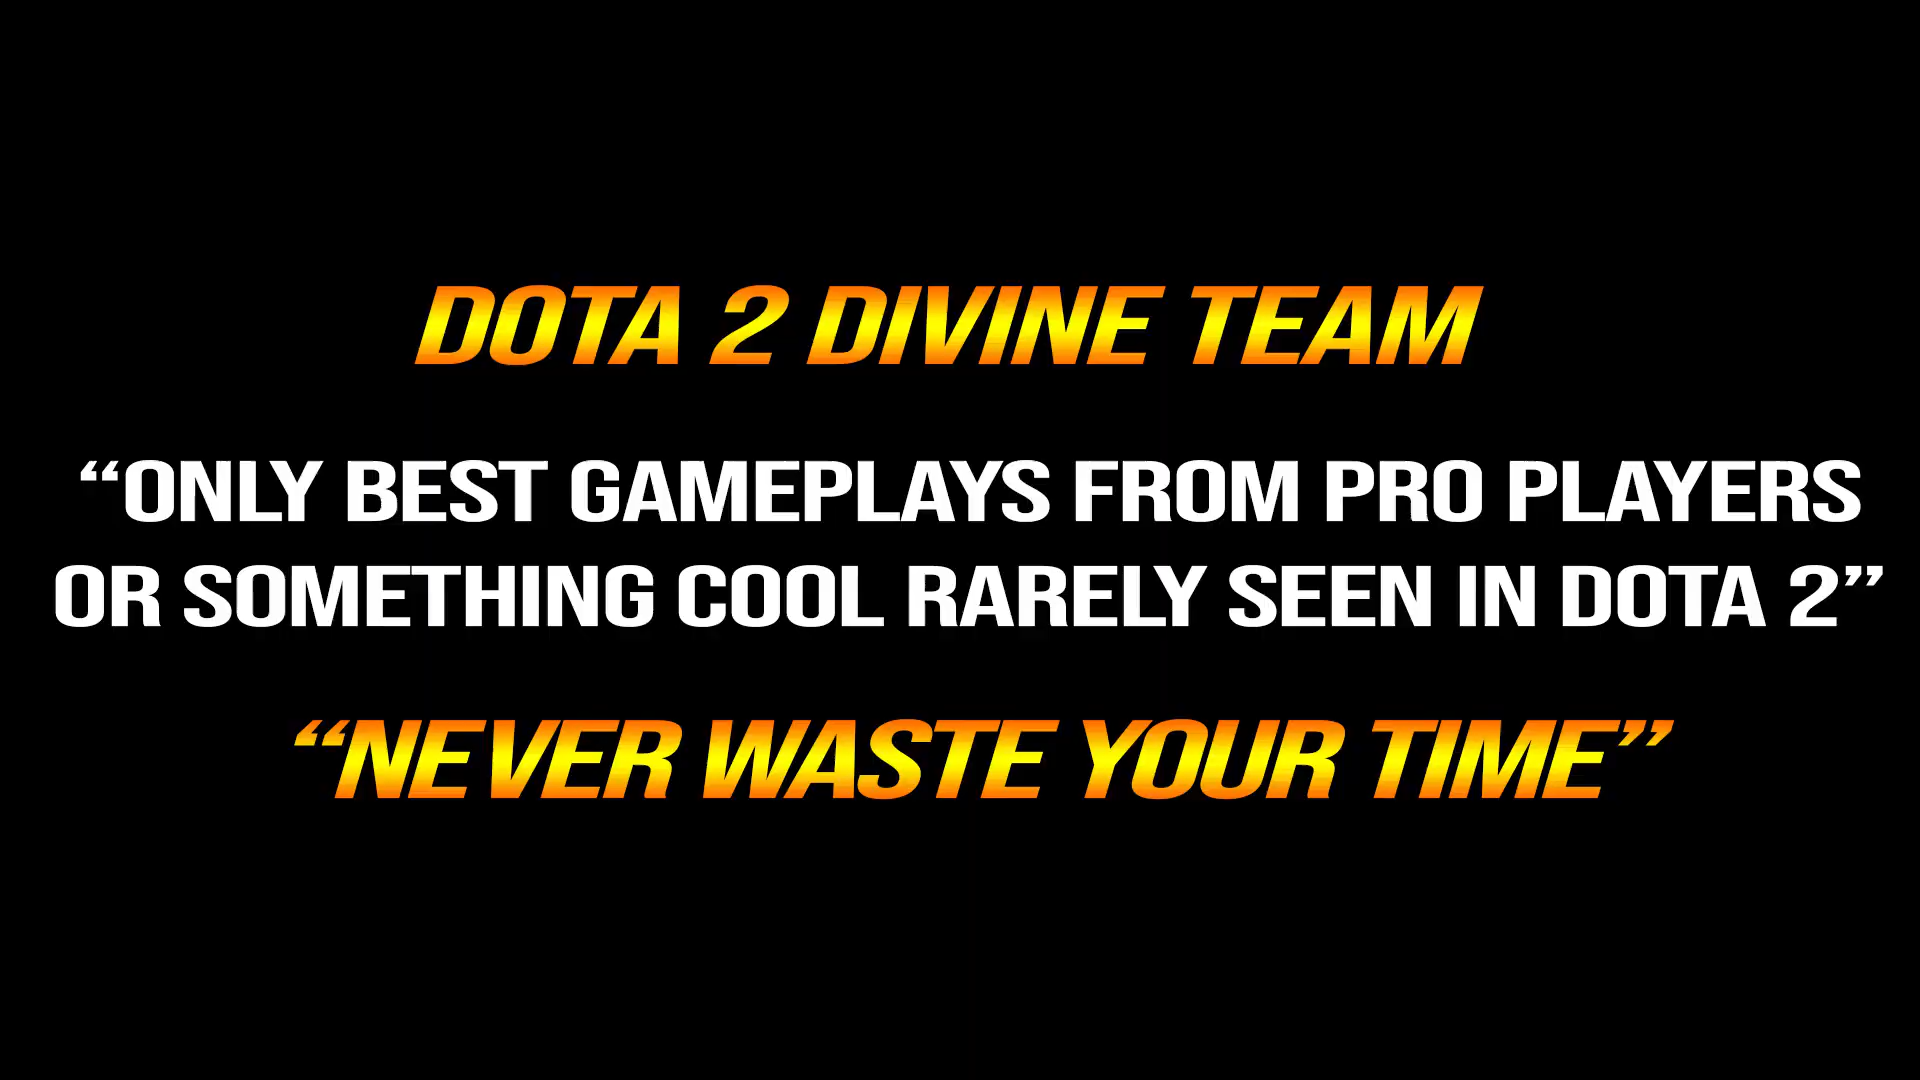 DOTA 2 DIVINE TEAM
“ONLY BEST GAMEPLAYS FROM PRO PLAYERS
OR SOMETHING COOL RARELY SEEN IN DOTA 2”
“NEVER WASTE YOUR TIME”